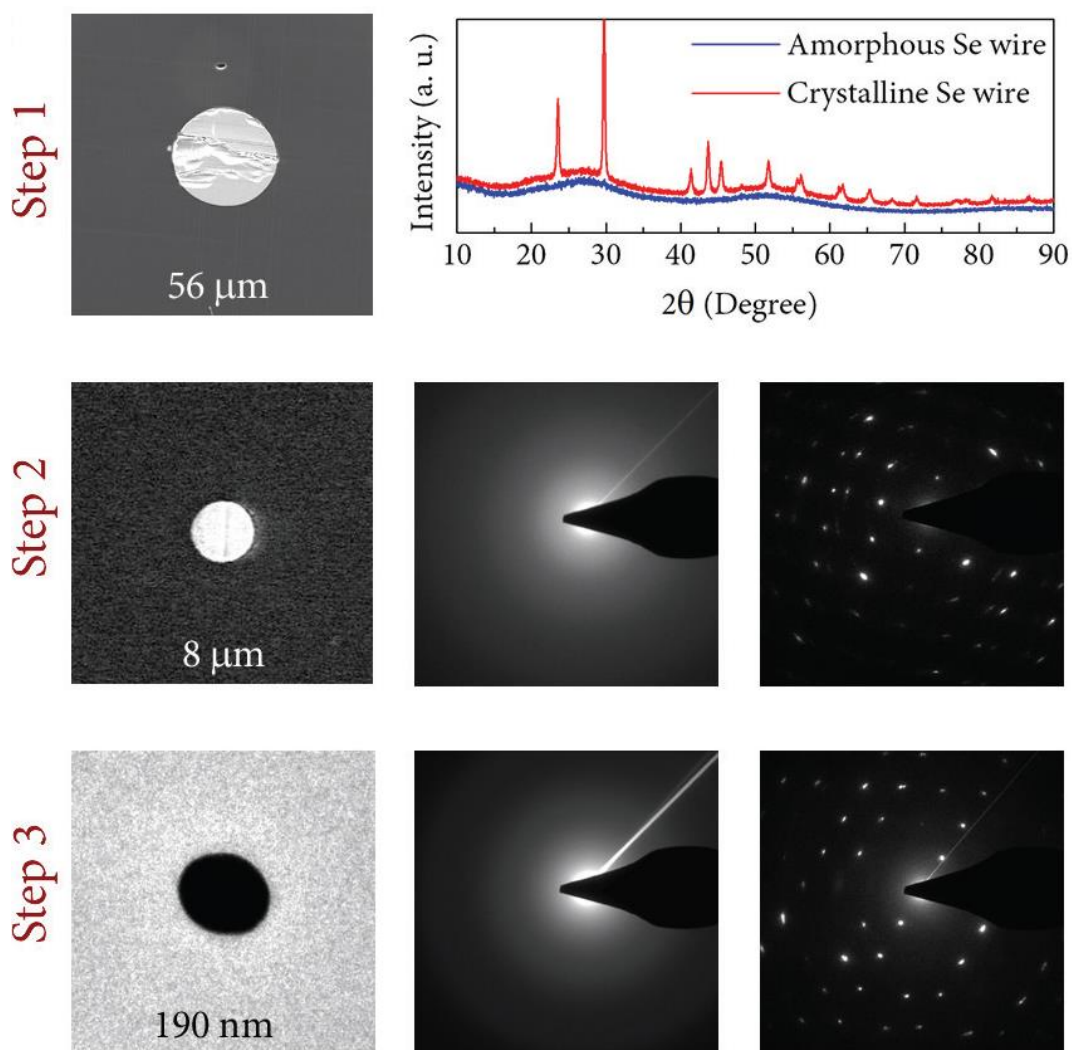 Step 1
56 μm
Intensity (a. u.)
Amorphous Se wire
Crystalline Se wire
10 20 30 40 50 60 70 80 90
2θ (Degree)
Step 2
8 μm
Step 3
190 nm